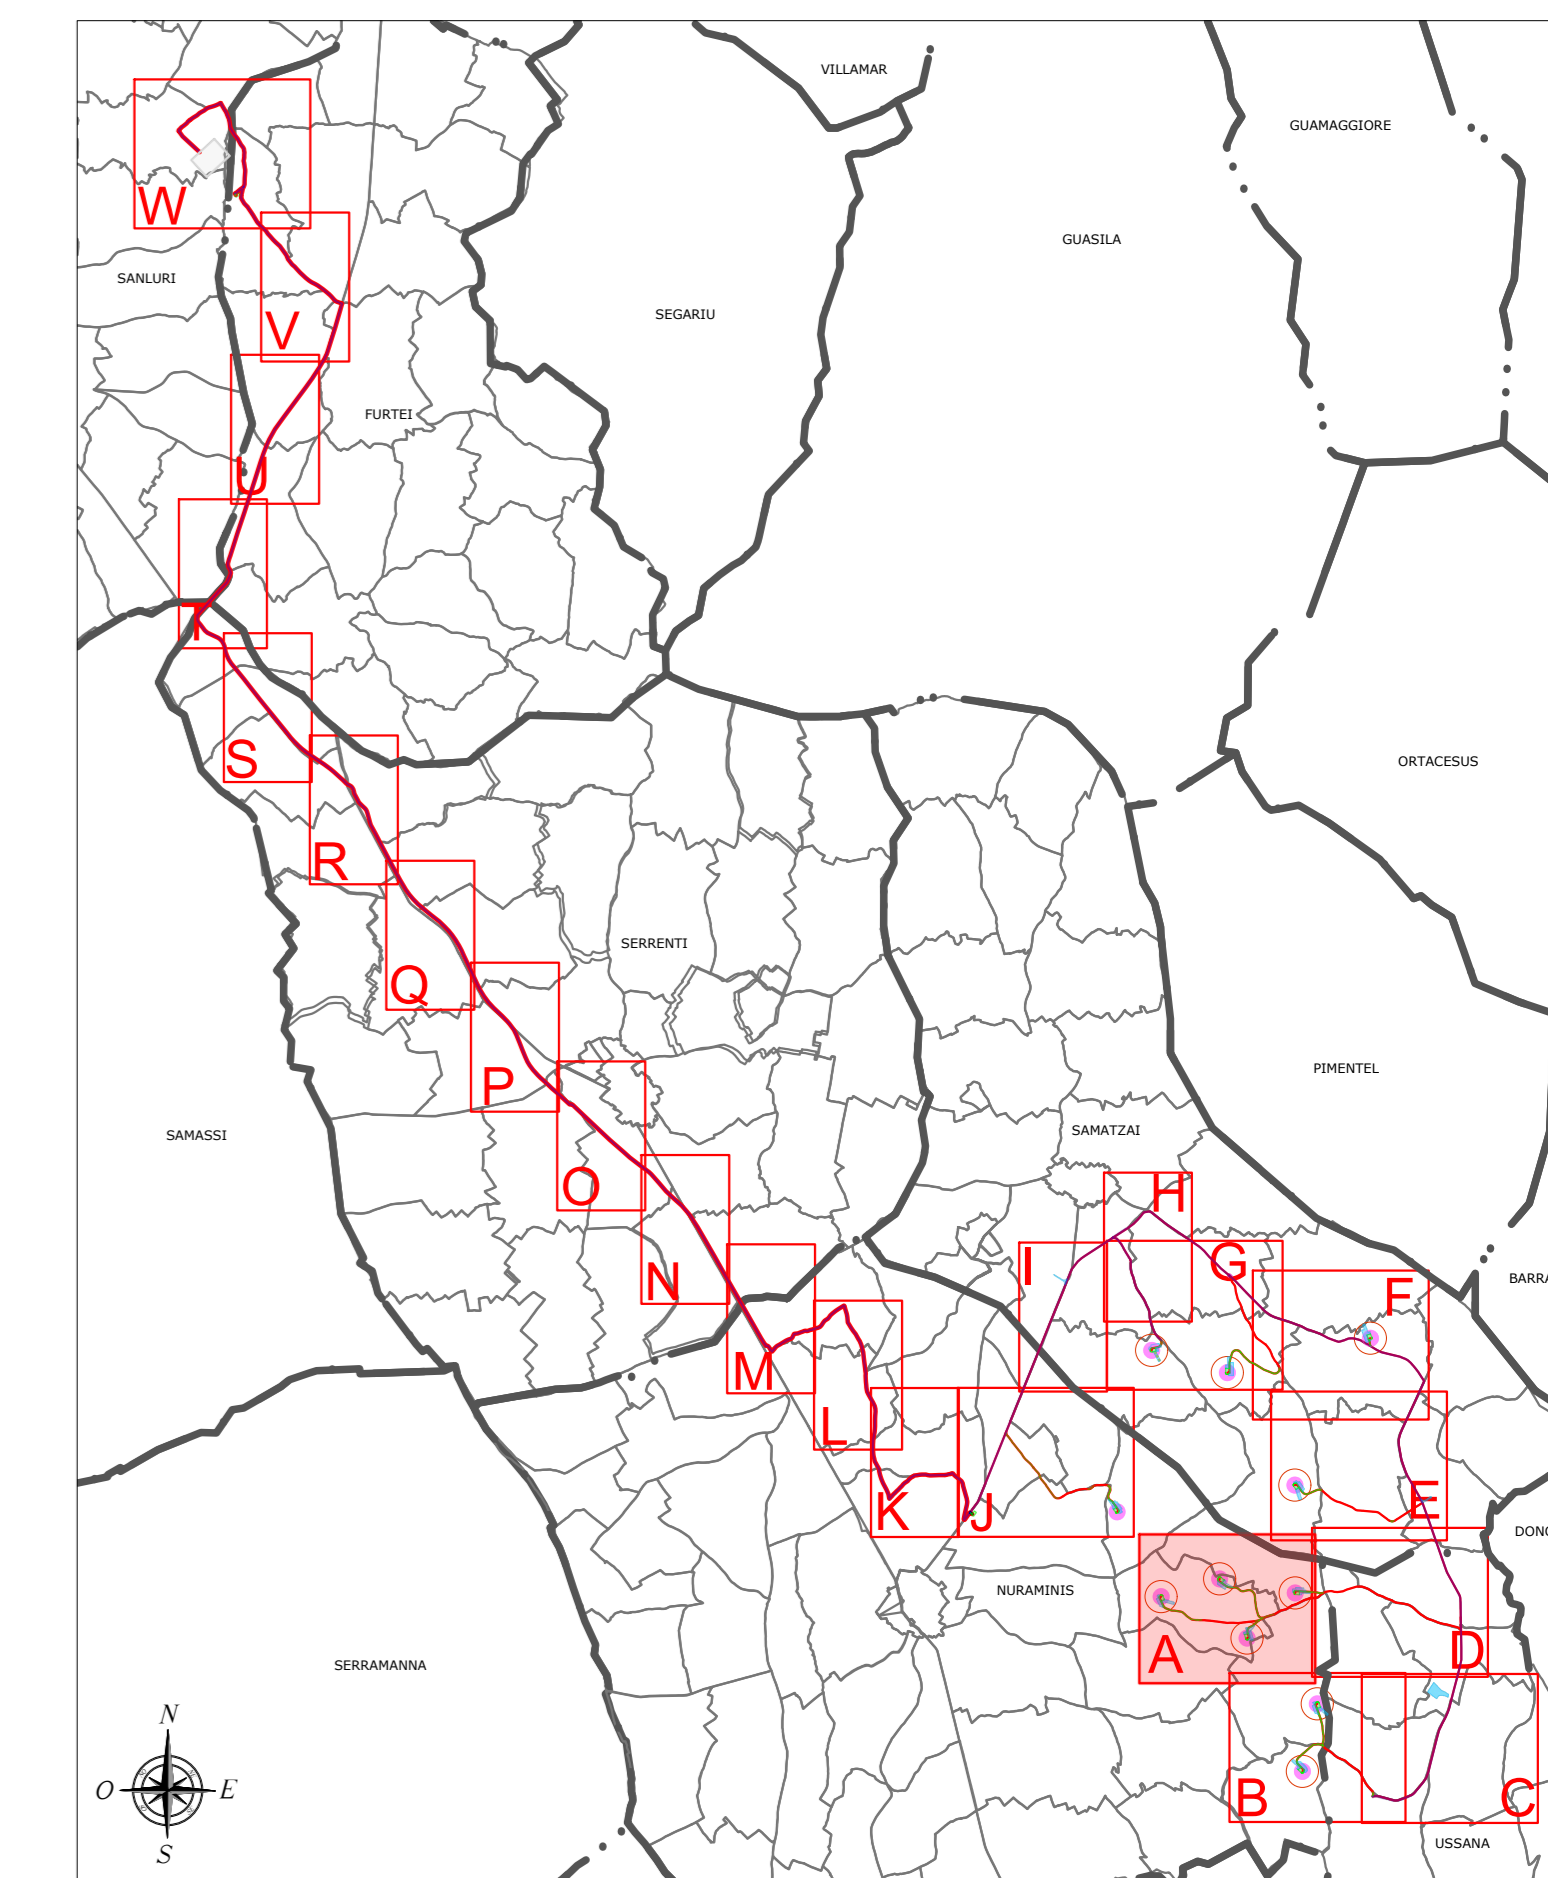 VILLAMAR
GUAMAGGIORE
W
GUASILA
SANLURI
SEGARIU
V
FURTEI
U
T
S
ORTACESUS
R
SERRENTI
Q
PIMENTEL
P
SAMATZAI
SAMASSI
O
H
G
I
N
BARRA
F
M
L
E
K
J
DONO
NURAMINIS
A
D
SERRAMANNA
N
O
E
S
B
C
USSANA